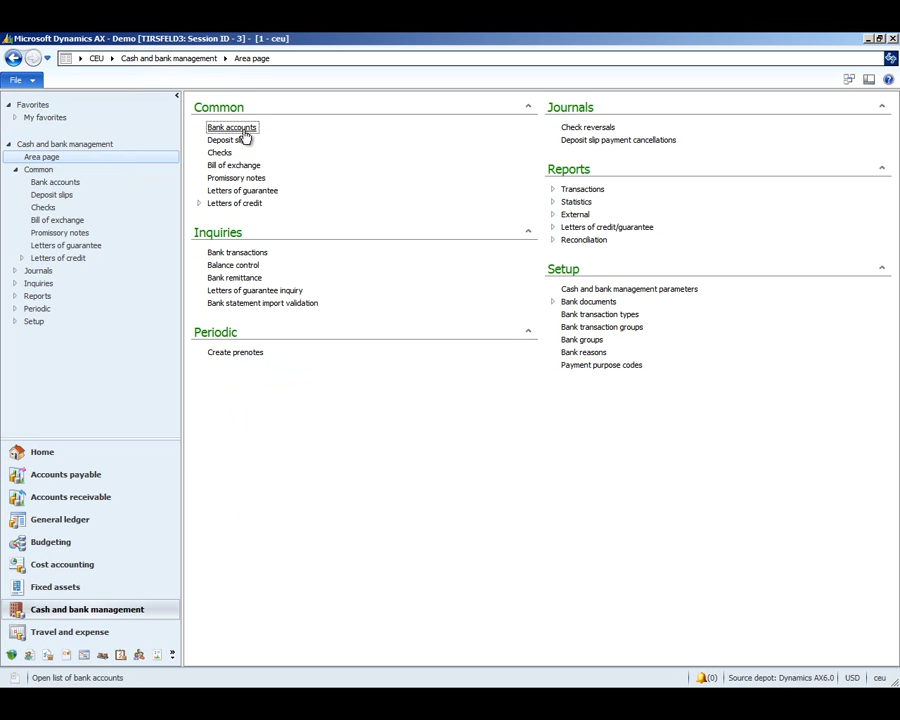 Microsoft Dynamics AX - Demo [TIRSFELD3: Session ID - 3] - [1 - ceu]
CEU
Cash and bank management
Area page
File
Favorites
My favorites
Cash and bank management
Area page
Common
Bank accounts
Deposit slips
Checks
Bill of exchange
Promissory notes
Letters of guarantee
Letters of credit
Journals
Inquiries
Reports
Periodic
Setup
Home
Accounts payable
Accounts receivable
General ledger
Budgeting
Cost accounting
Fixed assets
Cash and bank management
Travel and expense
Common
Bank accounts
Deposit
Checks
Bill of exchange
Promissory notes
Letters of guarantee
Letters of credit
Inquiries
Bank transactions
Balance control
Bank remittance
Letters of guarantee inquiry
Bank statement import validation
Periodic
Create prenotes
Journals
Check reversals
Deposit slip payment cancellations
Reports
Transactions
Statistics
External
Letters of credit/guarantee
Reconciliation
Setup
Cash and bank management parameters
Bank documents
Bank transaction types
Bank transaction groups
Bank groups
Bank reasons
Payment purpose codes
Open list of bank accounts
(0)
Source depot: Dynamics AX6.0
USD
ceu